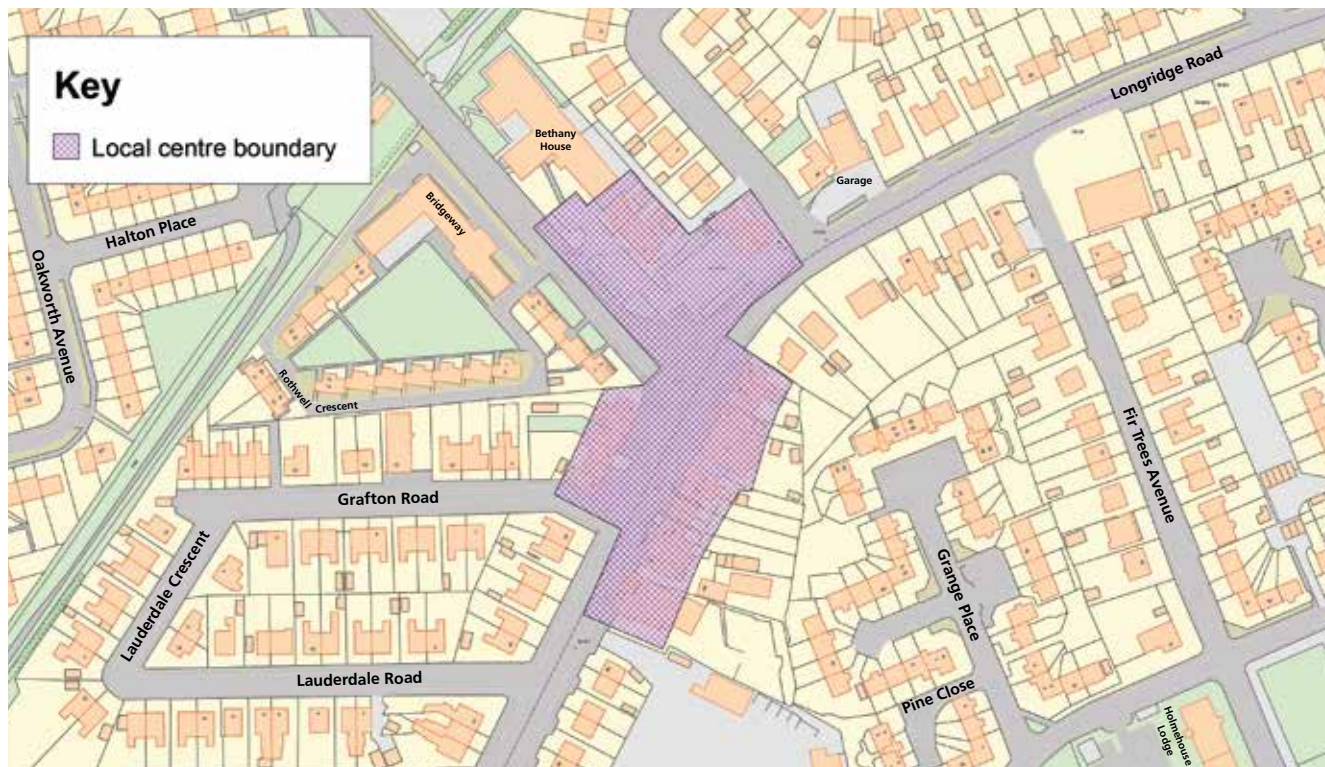 Key
Local centre boundary
Longridge Road
Bethany
House
Garage
Bridgeway
Halton Place
Oakworth Avenue
Rothwell
Crescent
Fir Trees Avenue
Grafton Road
Lauderdale Crescent
Grange Place
Lauderdale Road
Pine Close
Holmehouse
Lodge